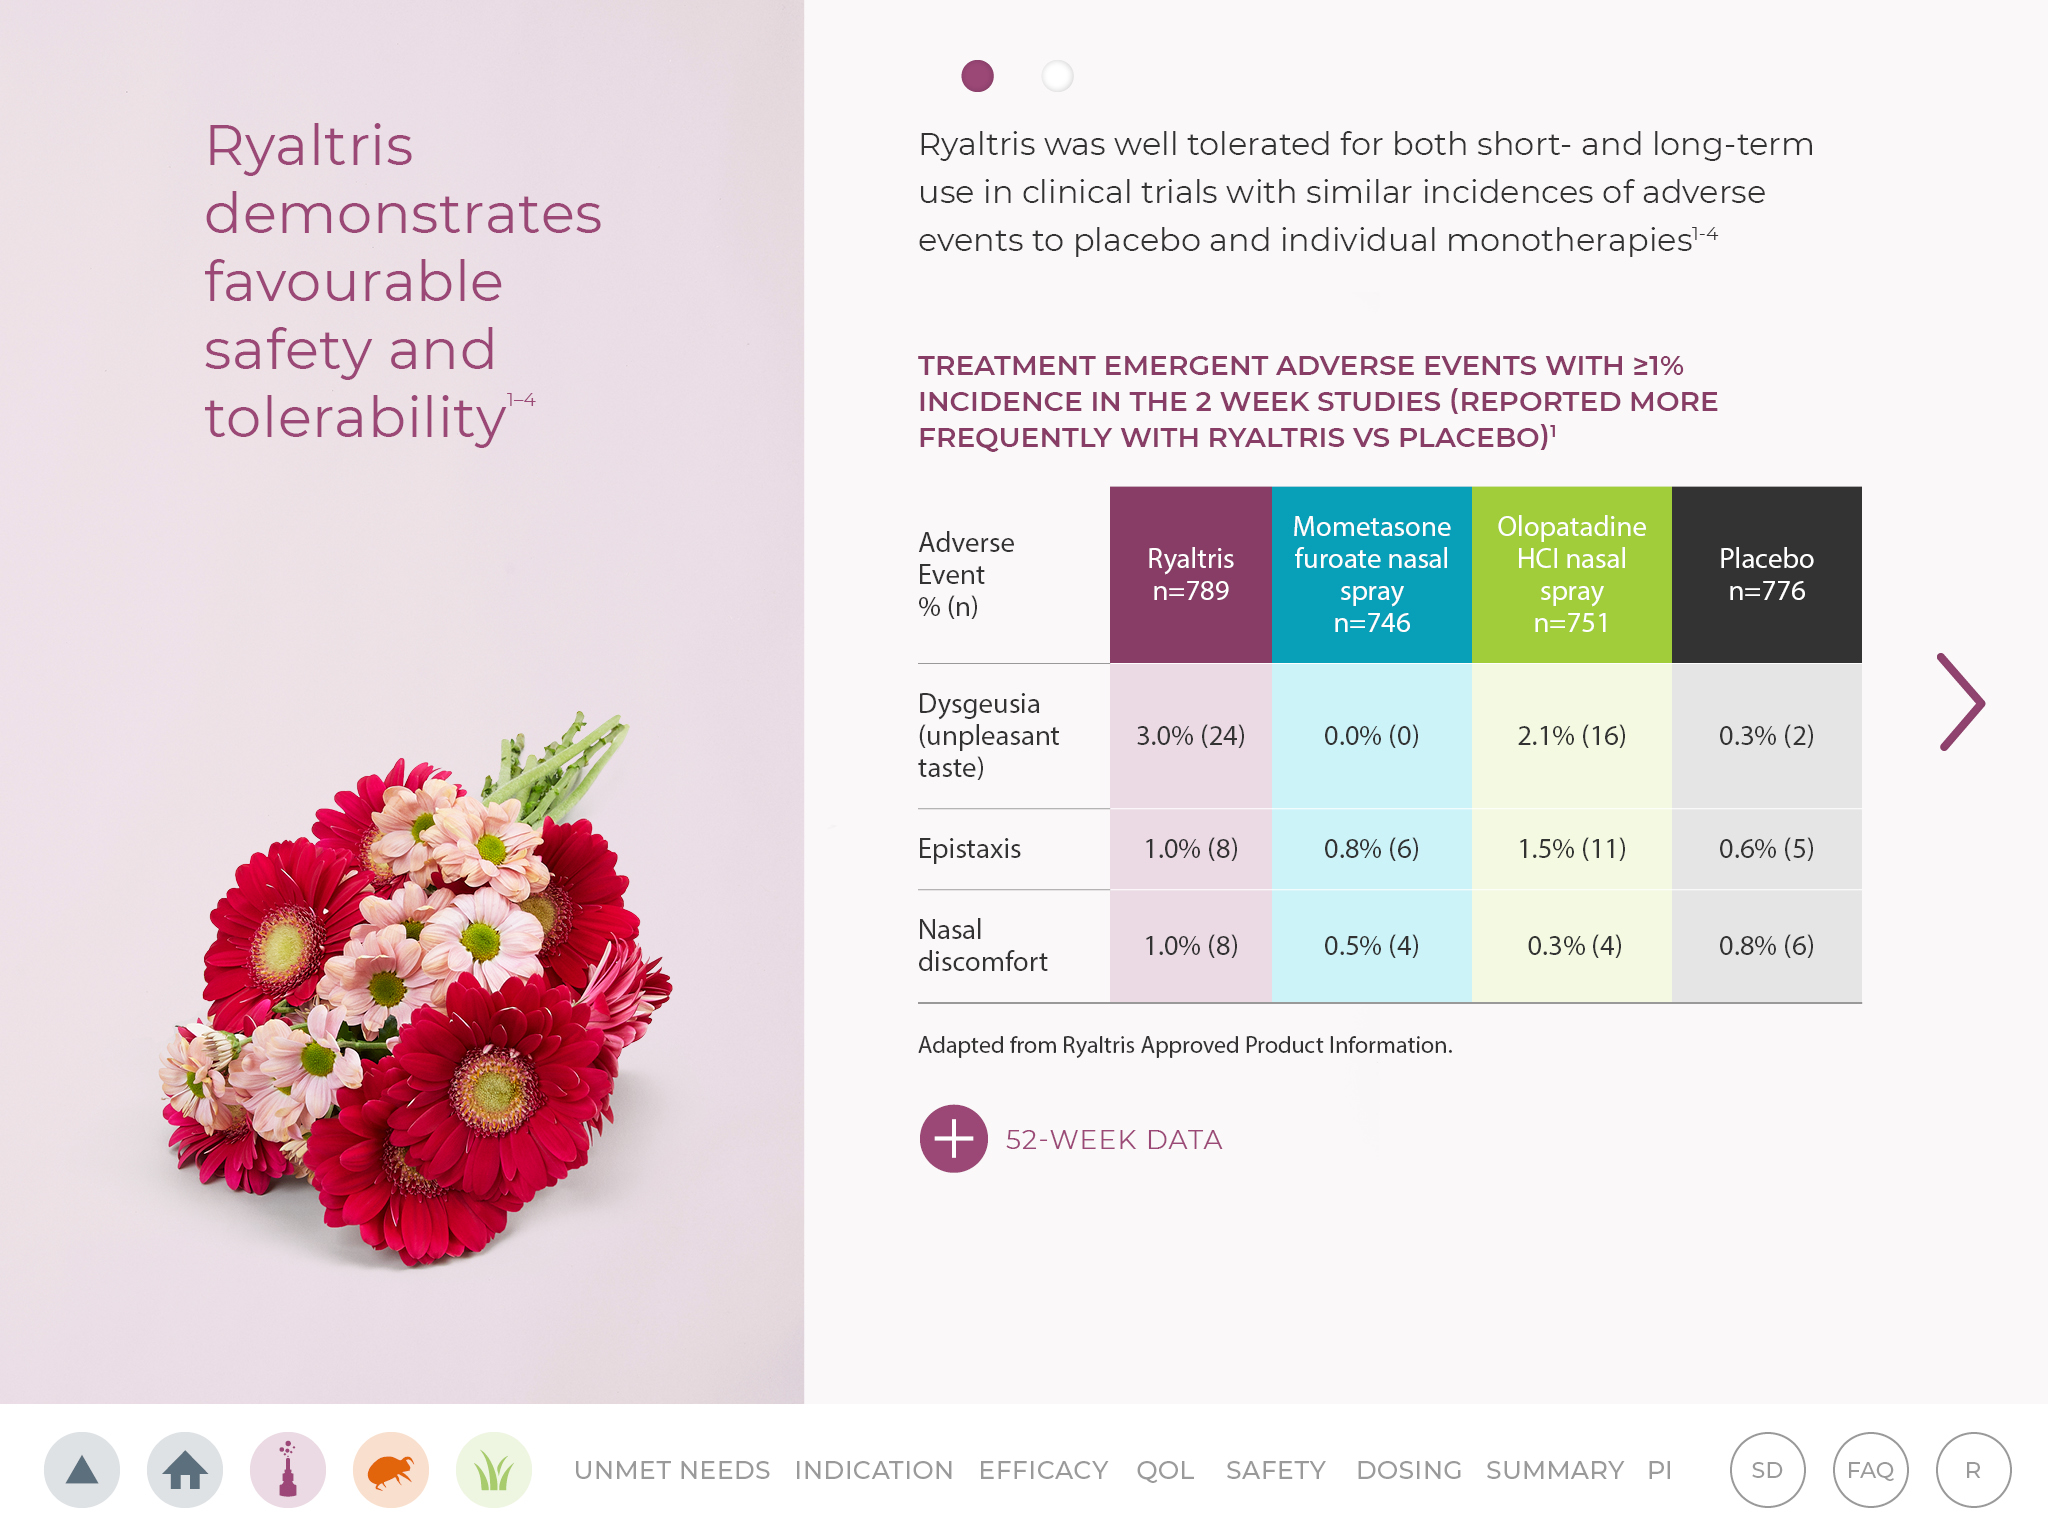 Ryaltris
demonstrates
favourable
safety and
tolerability1–4
Ryaltris was well tolerated for both short- and long-term
use in clinical trials with similar incidences of adverse
events to placebo and individual monotherapies1-4
TREATMENT EMERGENT ADVERSE EVENTS WITH ≥1%
INCIDENCE IN THE 2 WEEK STUDIES (REPORTED MORE
FREQUENTLY WITH RYALTRIS VS PLACEBO)1
Adverse
Event
% (n)
Ryaltris
n=789
Mometasone
furoate nasal
spray
n=746
Olopatadine
HCl nasal
spray
n=751
Placebo
n=776
Dysgeusia
(unpleasant
taste)
3.0% (24)
0.0% (0)
2.1% (16)
0.3% (2)
Epistaxis
1.0% (8)
0.8% (6)
1.5% (11)
0.6% (5)
Nasal
discomfort
1.0% (8)
0.5% (4)
0.3% (4)
0.8% (6)
Adapted from Ryaltris Approved Product Information.
52-WEEK DATA
UNMET NEEDS INDICATION EFFICACY QOL SAFETY DOSING SUMMARY PI SD FAQ R